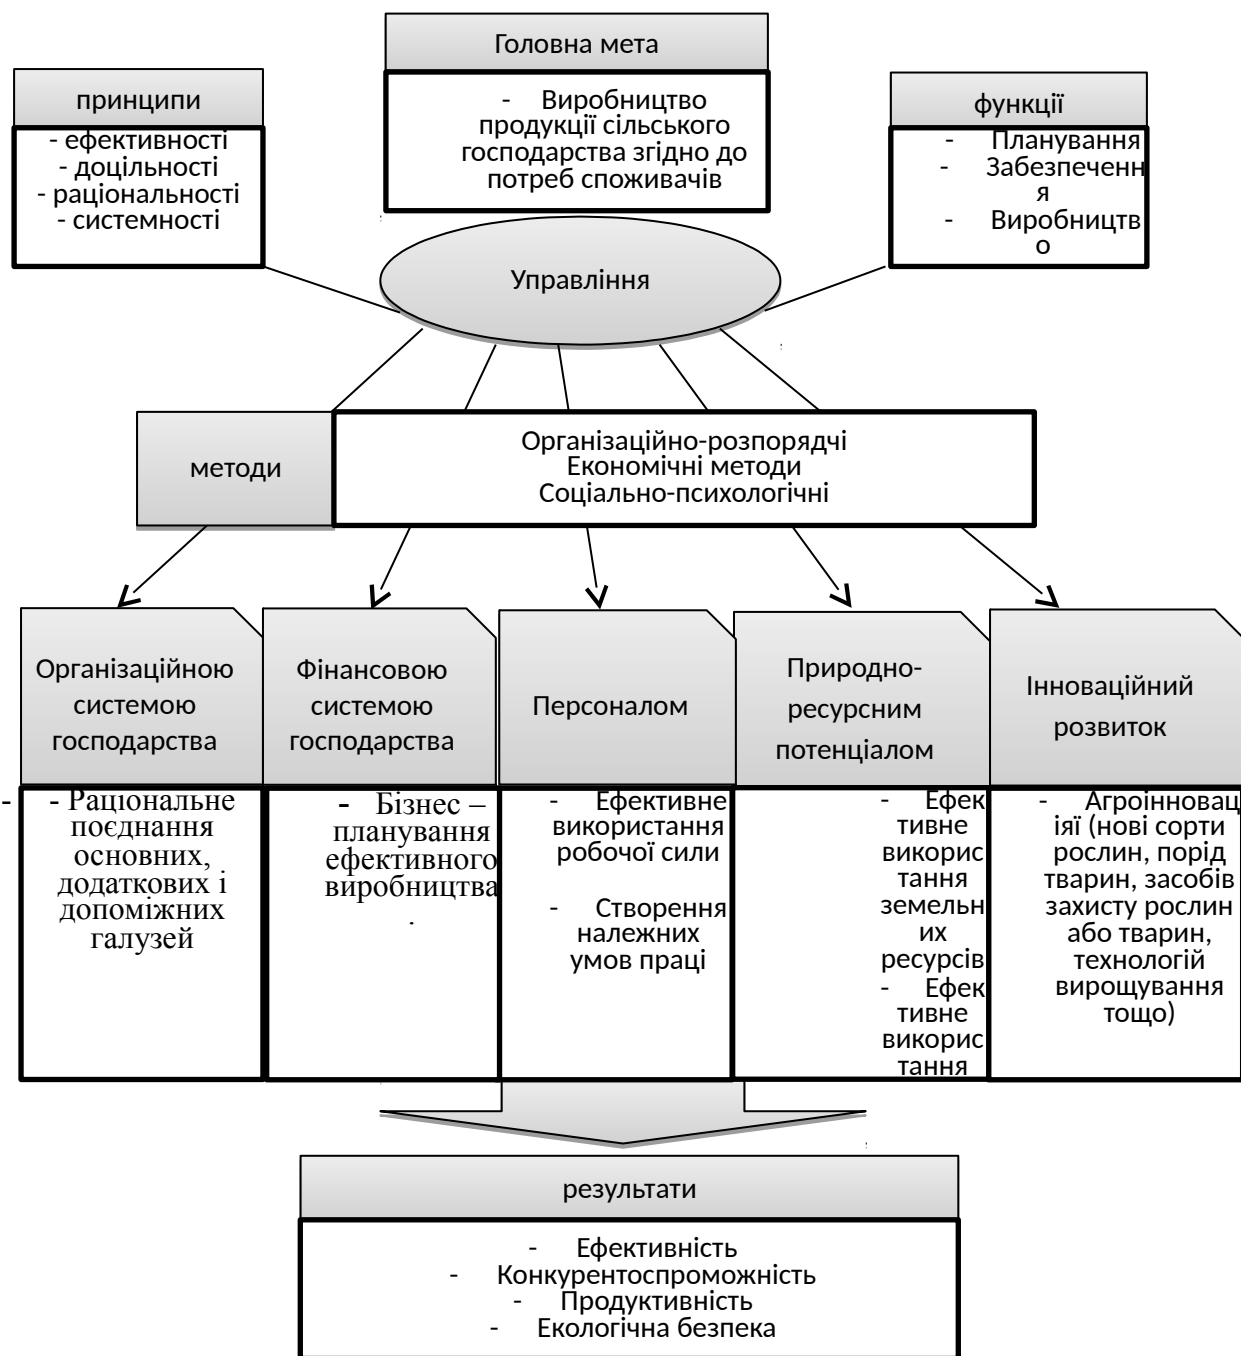 Головна мета
- Виробництво
продукції сільського
господарства згідно до
потреб споживачів
принципи
- ефективності
- доцільності
- раціональності
- системності
функції
- Планування
- Забезпеченн
я
- Виробництв
о
Управління
методи
Організаційно-розпорядчі
Економічні методи
Соціально-психологічні
Організаційною
системою
господарства
Фінансовою
системою
господарства
Персоналом
Природно-
ресурсним
потенціалом
Інноваційний
розвиток
- - Раціональне
поєднання
основних,
додаткових і
допоміжних
галузей
- Бізнес –
планування
ефективного
виробництва
.
- Ефективне
використання
робочої сили
- Створення
належних
умов праці
- Ефек
тивне
викорис
тання
земельн
их
ресурсів
- Ефек
тивне
викорис
тання
- Агроінновац
іяї (нові сорти
рослин, порід
тварин, засобів
захисту рослин
або тварин,
технологій
вирощування
тощо)
результати
- Ефективність
- Конкурентоспроможність
- Продуктивність
- Екологічна безпека